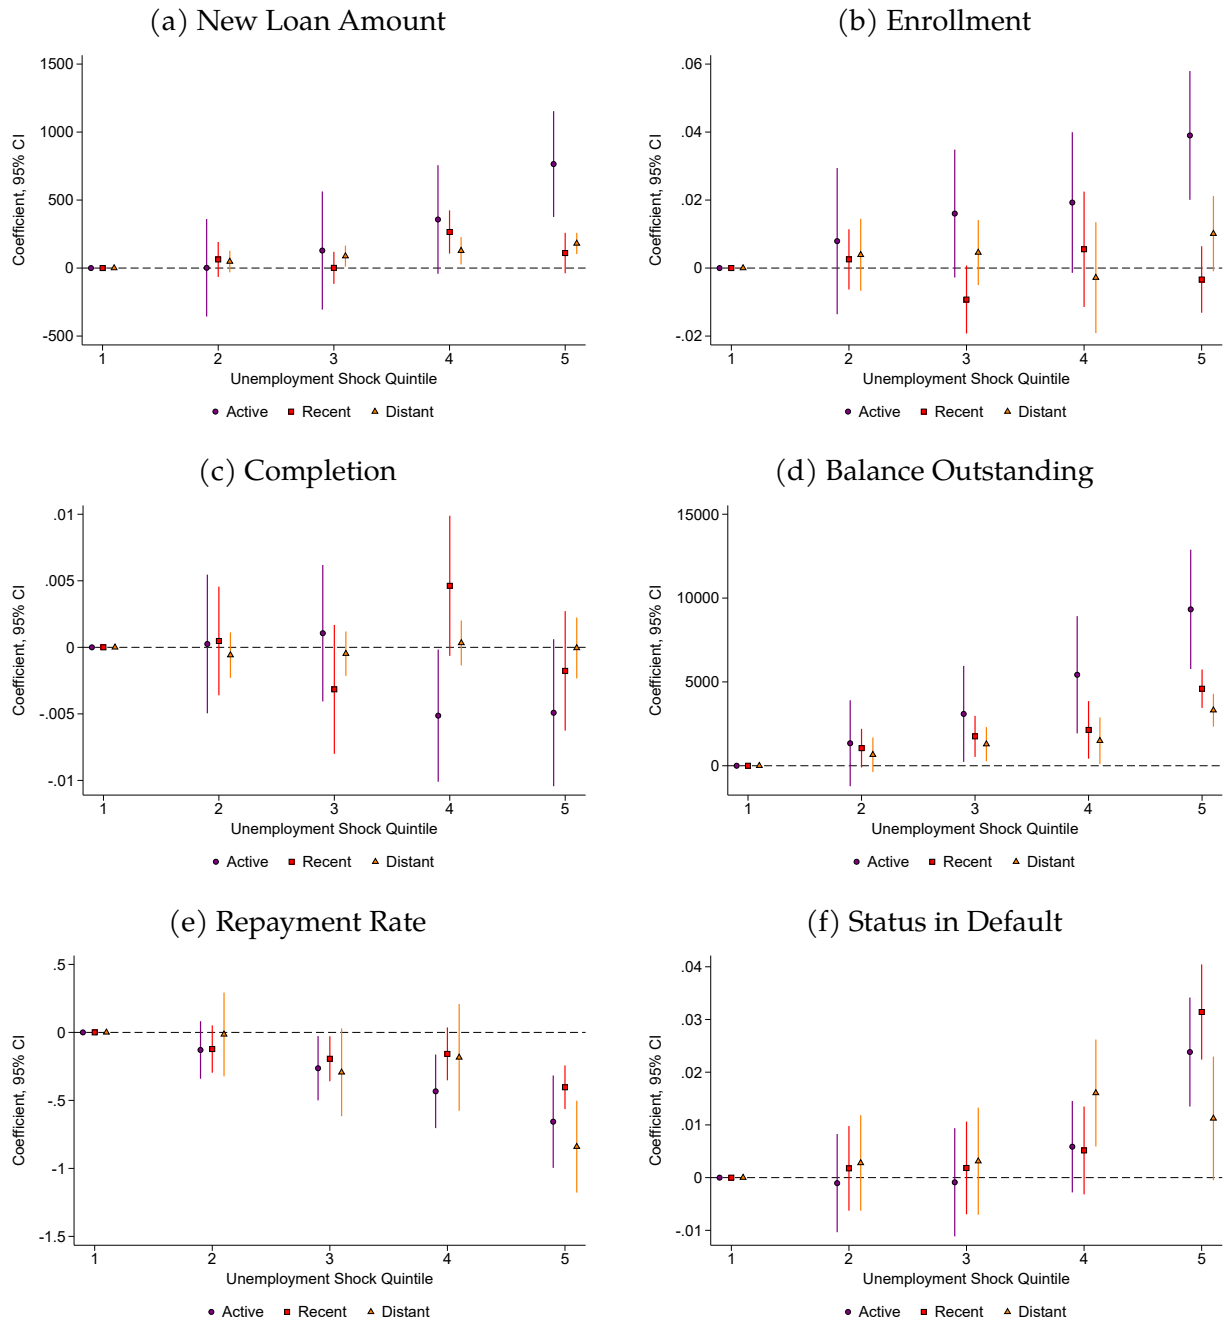 (a) New Loan Amount
1500
1000
500
0
-500
Coefficient, 95% CI
1 2 3 4 5
Unemployment Shock Quintile
Active Recent Distant
(b) Enrollment
.06
.04
.02
0
-.02
Coefficient, 95% CI
1 2 3 4 5
Unemployment Shock Quintile
Active Recent Distant
(c) Completion
.01
.005
0
-.005
-.01
Coefficient, 95% CI
1 2 3 4 5
Unemployment Shock Quintile
Active Recent Distant
(d) Balance Outstanding
15000
10000
5000
0
Coefficient, 95% CI
1 2 3 4 5
Unemployment Shock Quintile
Active Recent Distant
(e) Repayment Rate
.5
0
-.5
-1
-1.5
Coefficient, 95% CI
1 2 3 4 5
Unemployment Shock Quintile
Active Recent Distant
(f) Status in Default
.04
.03
.02
.01
0
-.01
Coefficient, 95% CI
1 2 3 4 5
Unemployment Shock Quintile
Active Recent Distant